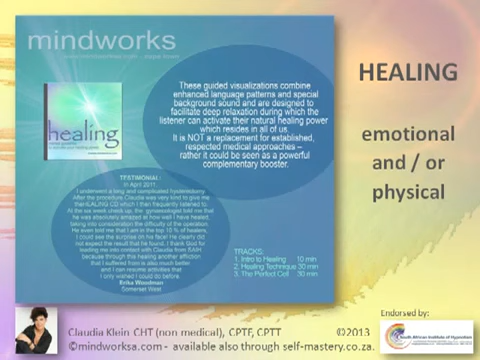 mindworks
HEALING
emotional
and / or
physical
These guided visualizations combine
enhanced language patterns and special
background sound and are designed to
facilitate deep relaxation during which the
listener can activate their natural healing power
which resides in all of us.
It is NOT a replacement for established,
respected medical approaches –
rather it could be seen as a powerful
complementary booster.
healing
TESTIMONIAL:
In April 2011,
I underwent a long and complicated hysterectomy.
After the procedure Claudia was very kind to give me
her HEALING CD which I then frequently listened to.
At the six week check up, the gynaecologist told me that
he was absolutely amazed in how well I have healed,
taking into consideration the difficulty of the operation.
He even told me that I am in the top 10 % of healers,
I could see the surprise on his face! He clearly did
not expect the result that he found. I thank God for
leading me into contact with Claudia from SAIH
because through this healing another affliction
that I suffered from is also much better
and I can resume activities that
I only wished I could do before.
Erika Woodman
Somerset West
TRACKS:
1. Intro to Healing 10 min
2. Healing Technique 30 min
3. The Perfect Cell 30 min
Endorsed by:
South African Institute of Hypnotism
Claudia Klein CHT (non medical), CPTF, CPTT ©2013
©mindworksa.com - available also through self-mastery.co.za.